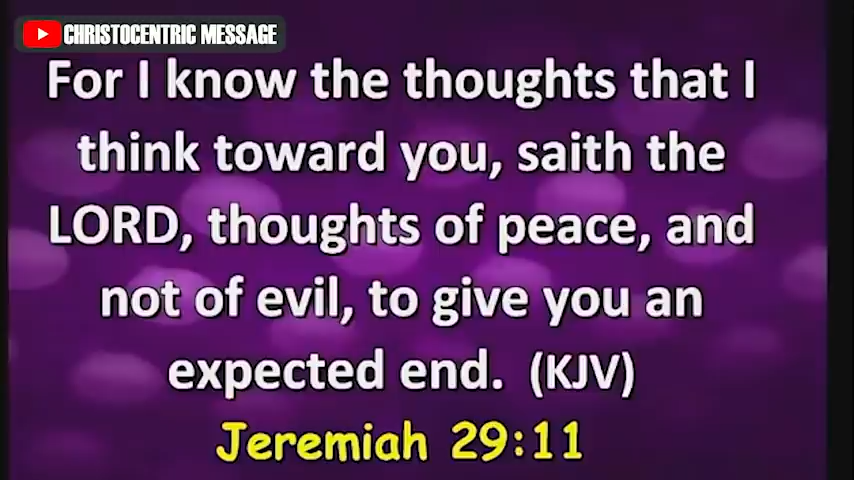 CHRISTOCENTRIC MESSAGE
For I know the thoughts that I
think toward you, saith the
LORD, thoughts of peace, and
not of evil, to give you an
expected end. (KJV)
Jeremiah 29:11